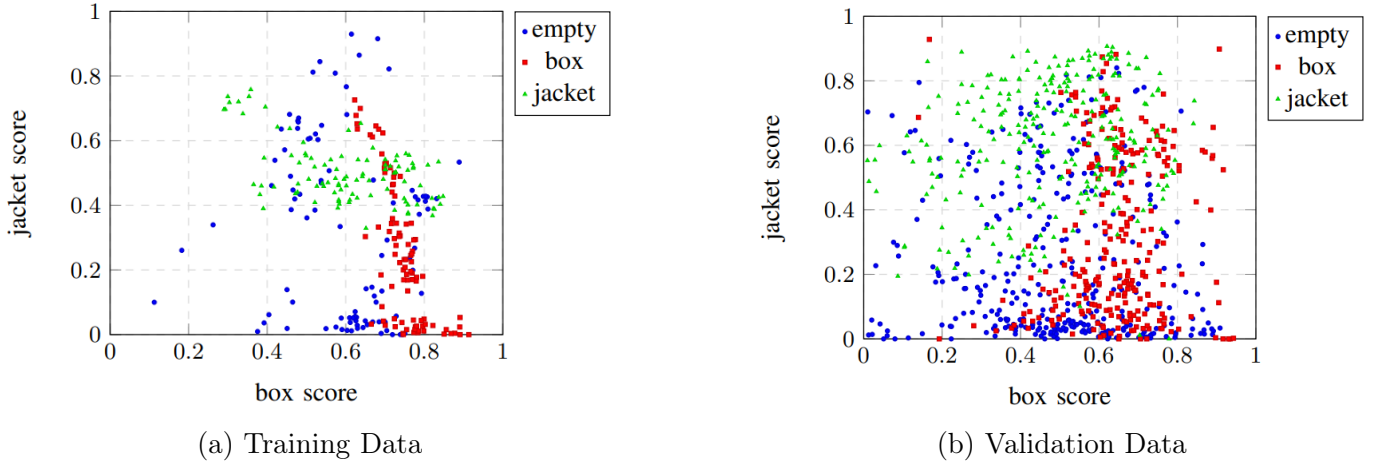 1
0.8
0.6
0.4
0.2
0
0 0.2 0.4 0.6 0.8 1
jacket score
box score
empty
box
jacket
(a) Training Data
1
0.8
0.6
0.4
0.2
0
0 0.2 0.4 0.6 0.8 1
jacket score
box score
empty
box
jacket
(b) Validation Data